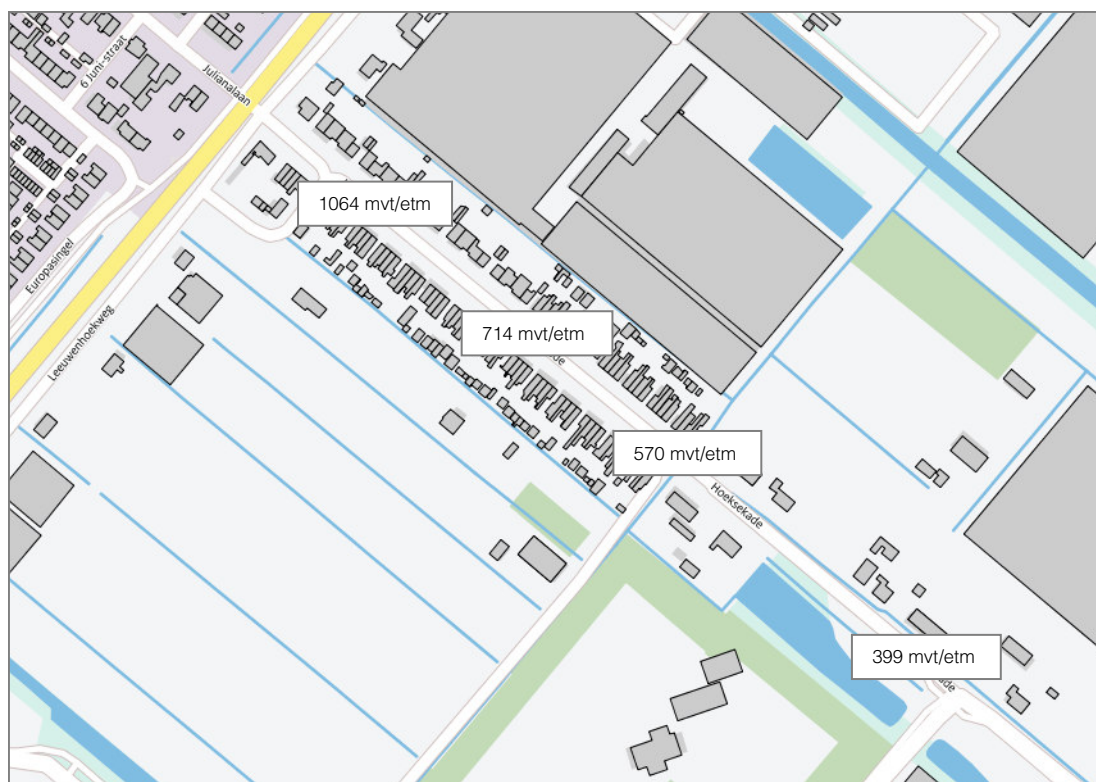 6 Juni-straat
Julianalaan
1064 mvt/etm
Europasingel
Leeuwenhoekweg
714 mvt/etm
570 mvt/etm
Hoeksekade
399 mvt/etm